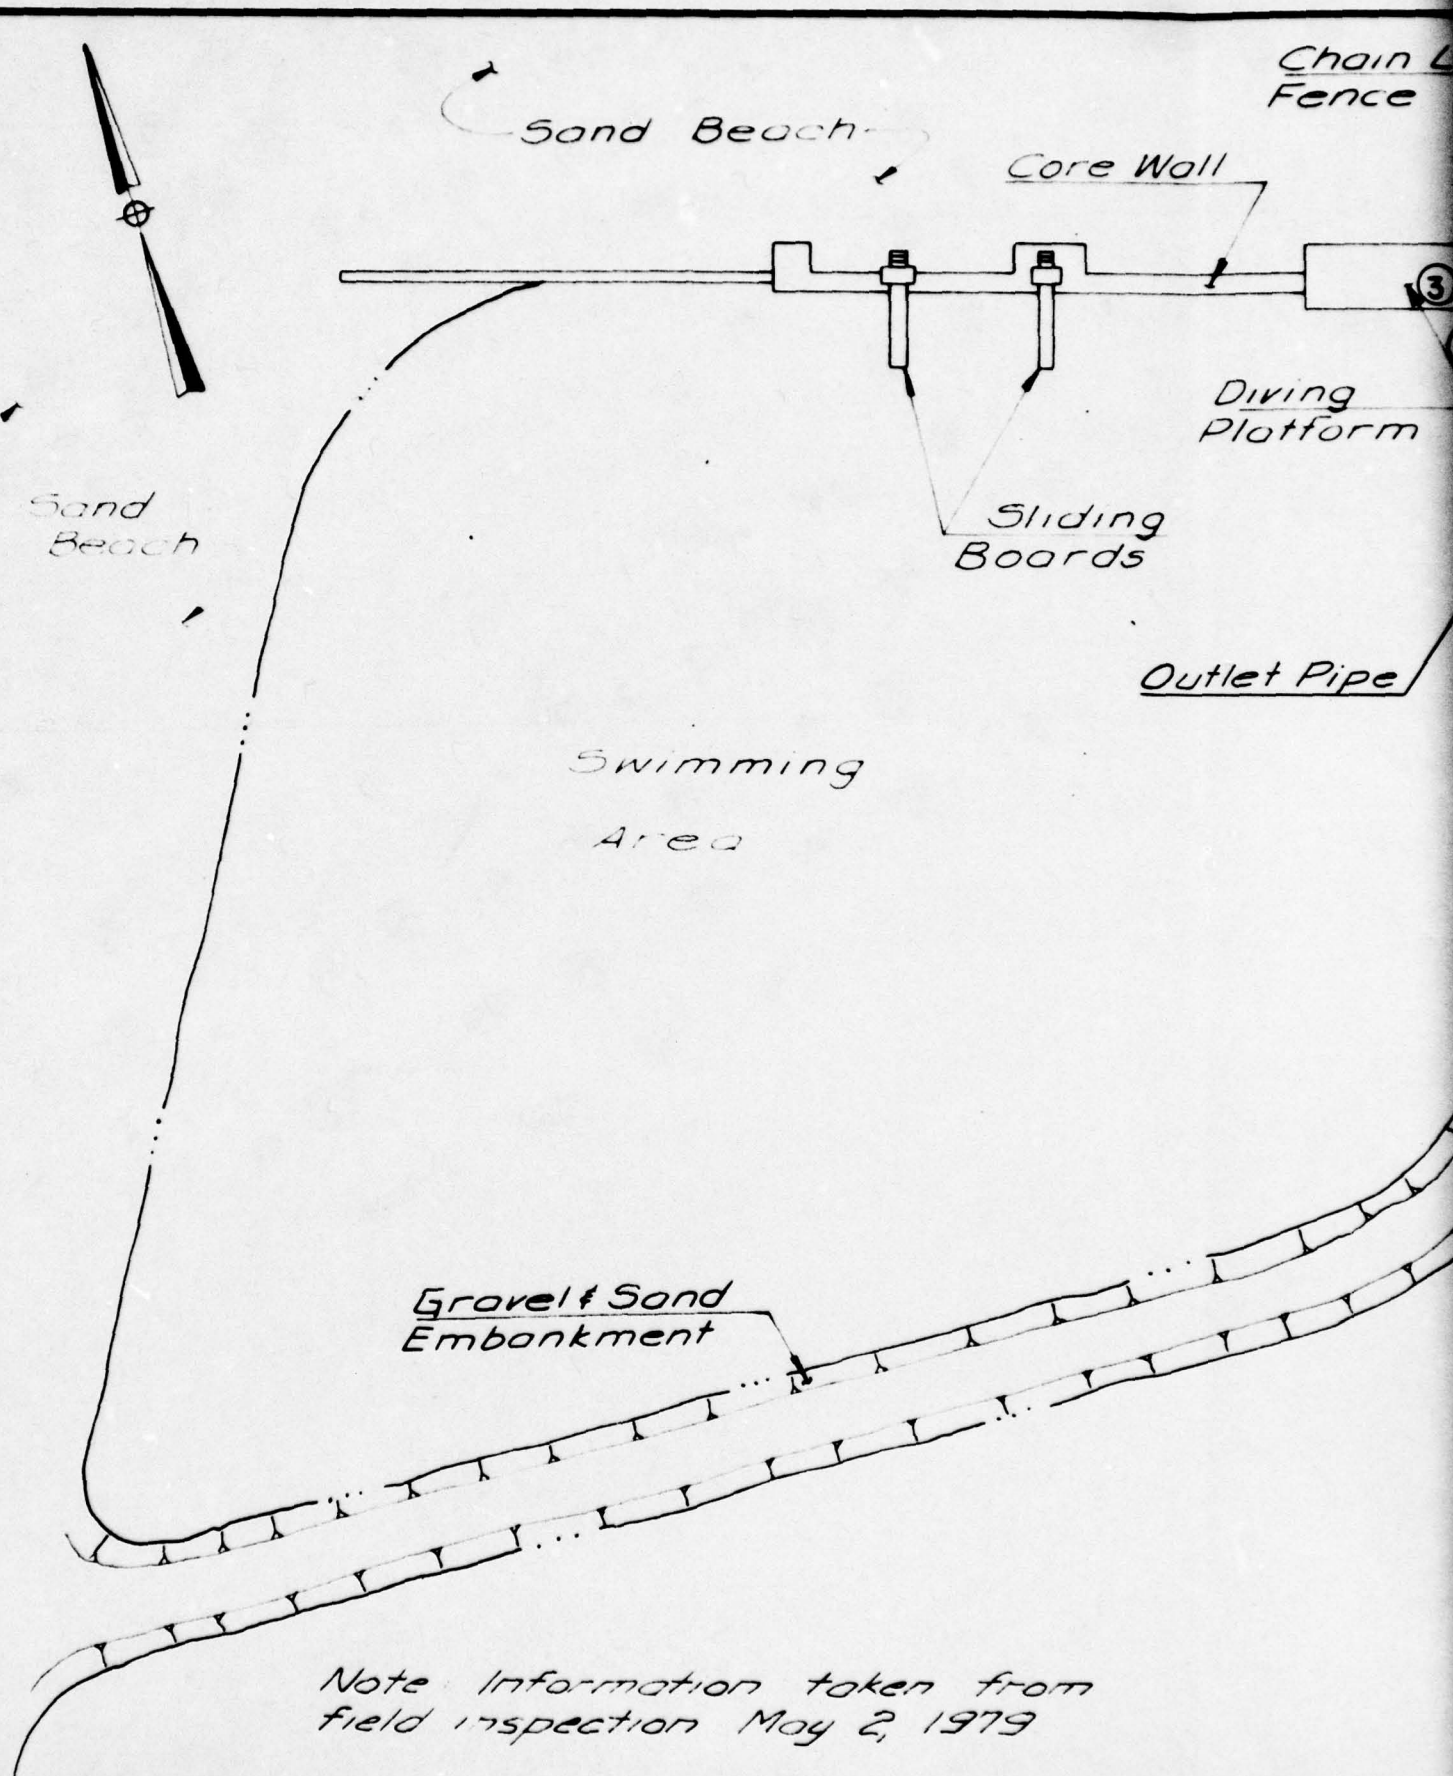 Chain
Fence
Sand Beach
Core Wall
3
Diving
Platform
Sand
Beach
Sliding
Boards
Outlet Pipe
Swimming
Area
Gravel & Sand
Embankment
Note: Information taken from
field inspection May 2, 1979